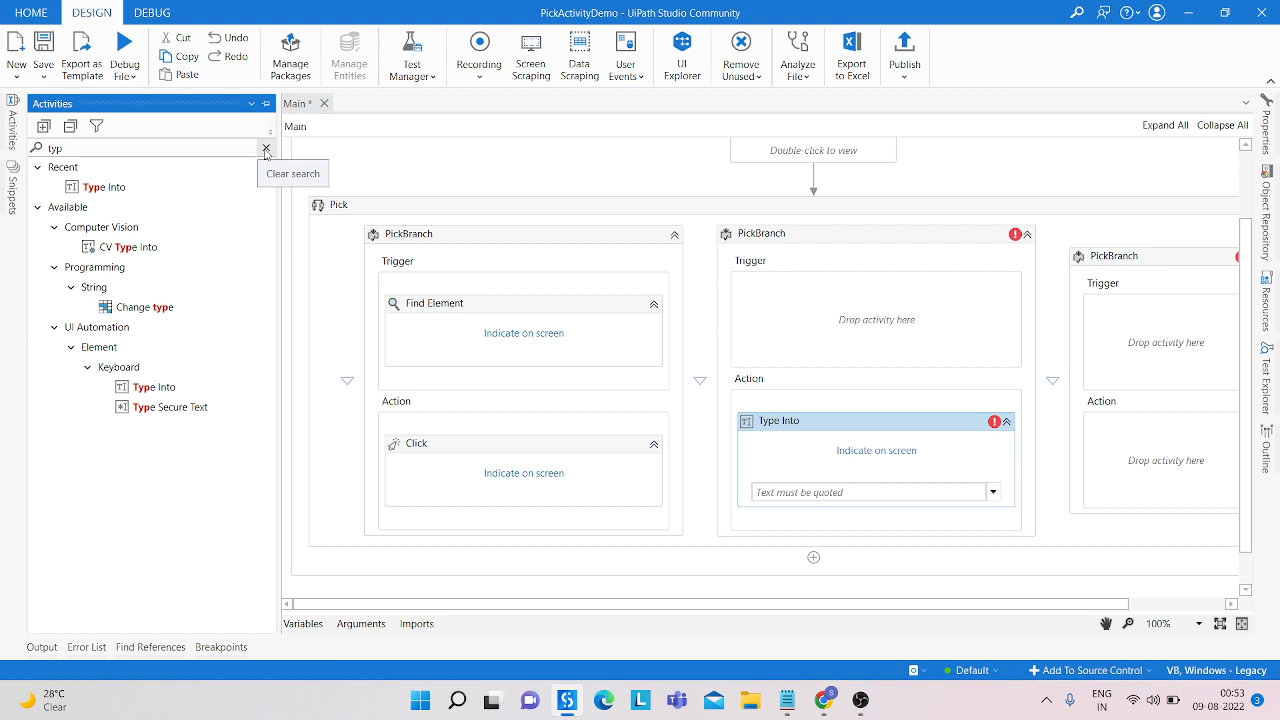 HOME DESIGN DEBUG PickActivityDemo - UiPath Studio Community
New Save Export as Template Debug File Cut Copy Paste Undo Redo Manage Packages Manage Entities Test Manager Recording Screen Scraping Data Scraping User Events UI Explorer Remove Unused Analyze File Export to Excel Publish
Activities
Main *
Activities
Snippets
typ
Clear search
Recent
Type Into
Available
Computer Vision
CV Type Into
Programming
String
Change type
UI Automation
Element
Keyboard
Type Into
Type Secure Text
Main Expand All Collapse All
Double-click to view
Pick
PickBranch
Trigger
Find Element
Indicate on screen
Action
Click
Indicate on screen
PickBranch
Trigger
Drop activity here
Action
Type Into
Indicate on screen
Text must be quoted
PickBranch
Trigger
Drop activity here
Action
Drop activity here
Properties
Object Repository
Resources
Test Explorer
Outline
Variables Arguments Imports 100%
Output Error List Find References Breakpoints
Default Add To Source Control VB, Windows - Legacy
28°C
Clear
ENG
IN
00:53
09-08-2022
3